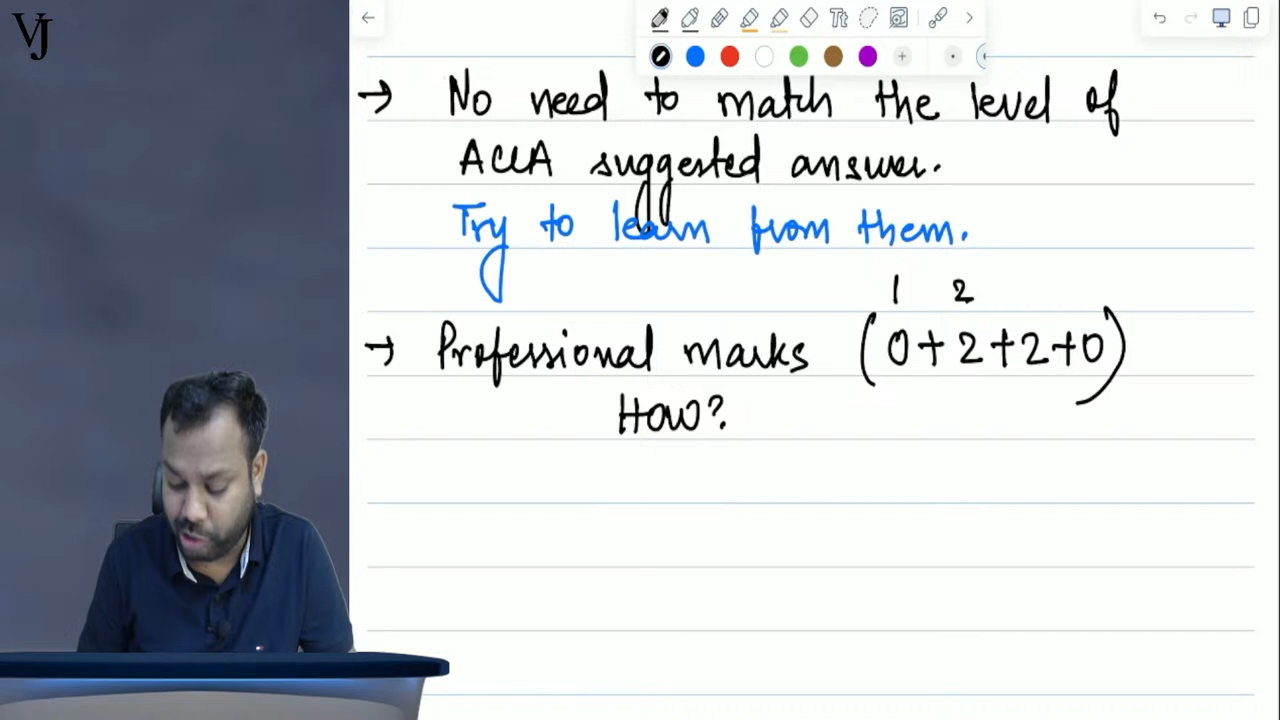 VJ
Tt
→ No need to match the level of
ACCA suggested answer.
Try to learn from them.
1 2
→ Professional marks (0+2+2+0)
How?